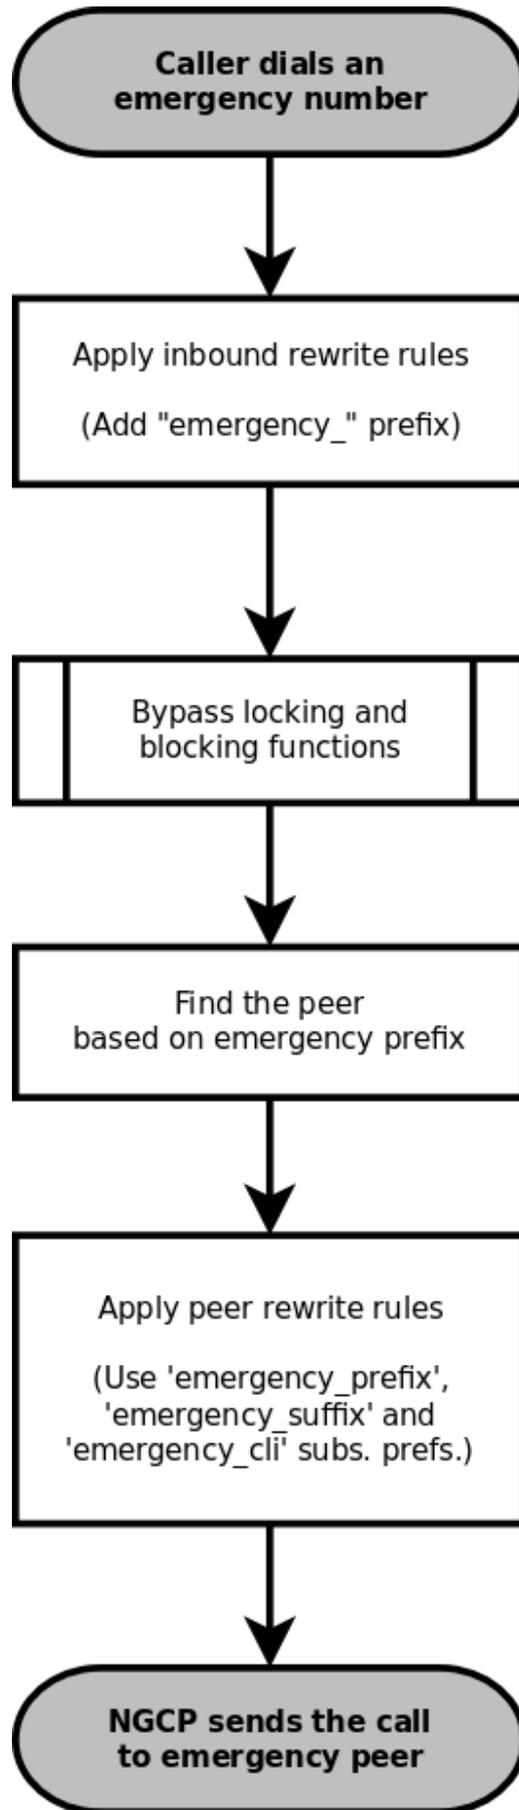 Caller dials an
emergency number
Apply inbound rewrite rules
(Add "emergency_" prefix)
Bypass locking and
blocking functions
Find the peer
based on emergency prefix
Apply peer rewrite rules
(Use 'emergency_prefix',
'emergency_suffix' and
'emergency_cli' subs. prefs.)
NGCP sends the call
to emergency peer